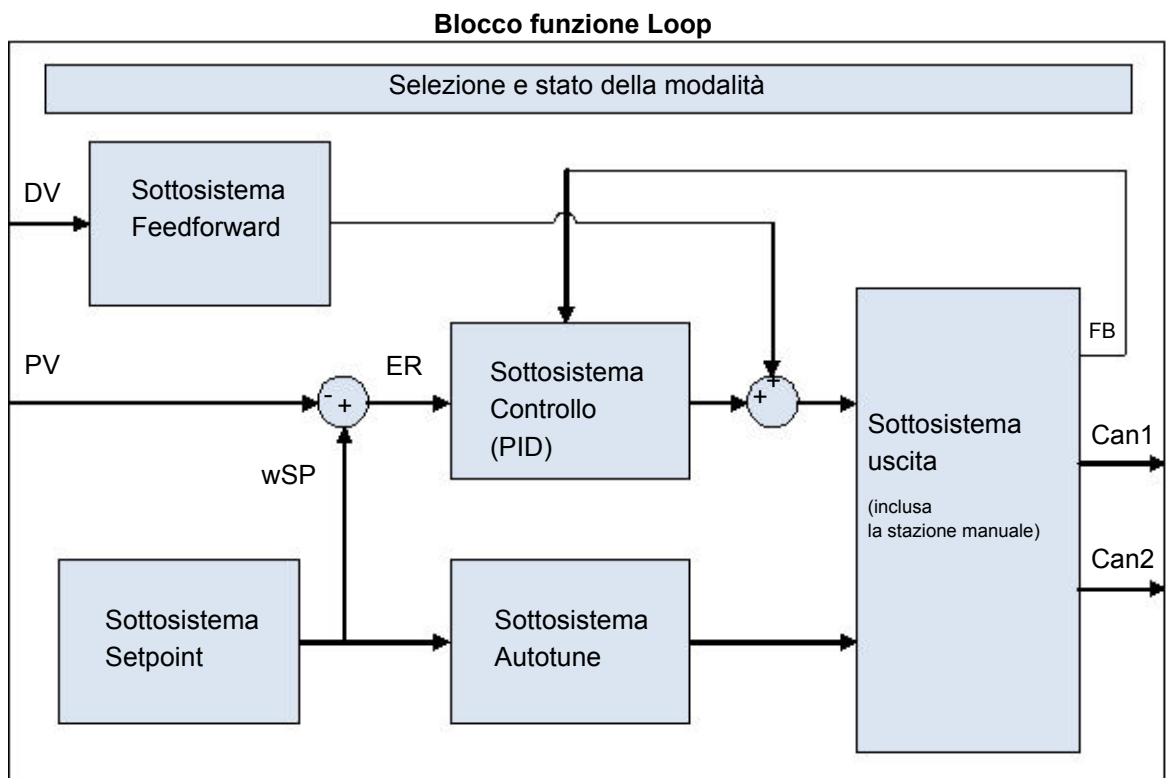 Blocco funzione Loop
Selezione e stato della modalità
DV
Sottosistema
Feedforward
FB
PV
ER
Sottosistema
Controllo
(PID)
-
+
+
+
Sottosistema
uscita
(inclusa
la stazione manuale)
Can1
wSP
Can2
Sottosistema
Setpoint
Sottosistema
Autotune